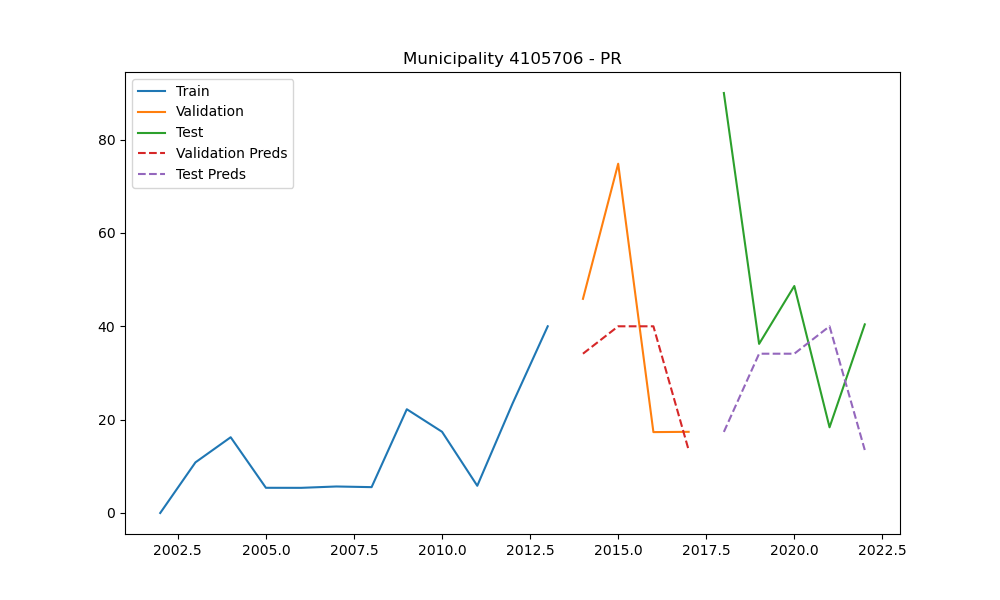 Municipality 4105706 - PR
Train
Validation
Test
Validation Preds
Test Preds
80
60
40
20
0
2002.5 2005.0 2007.5 2010.0 2012.5 2015.0 2017.5 2020.0 2022.5